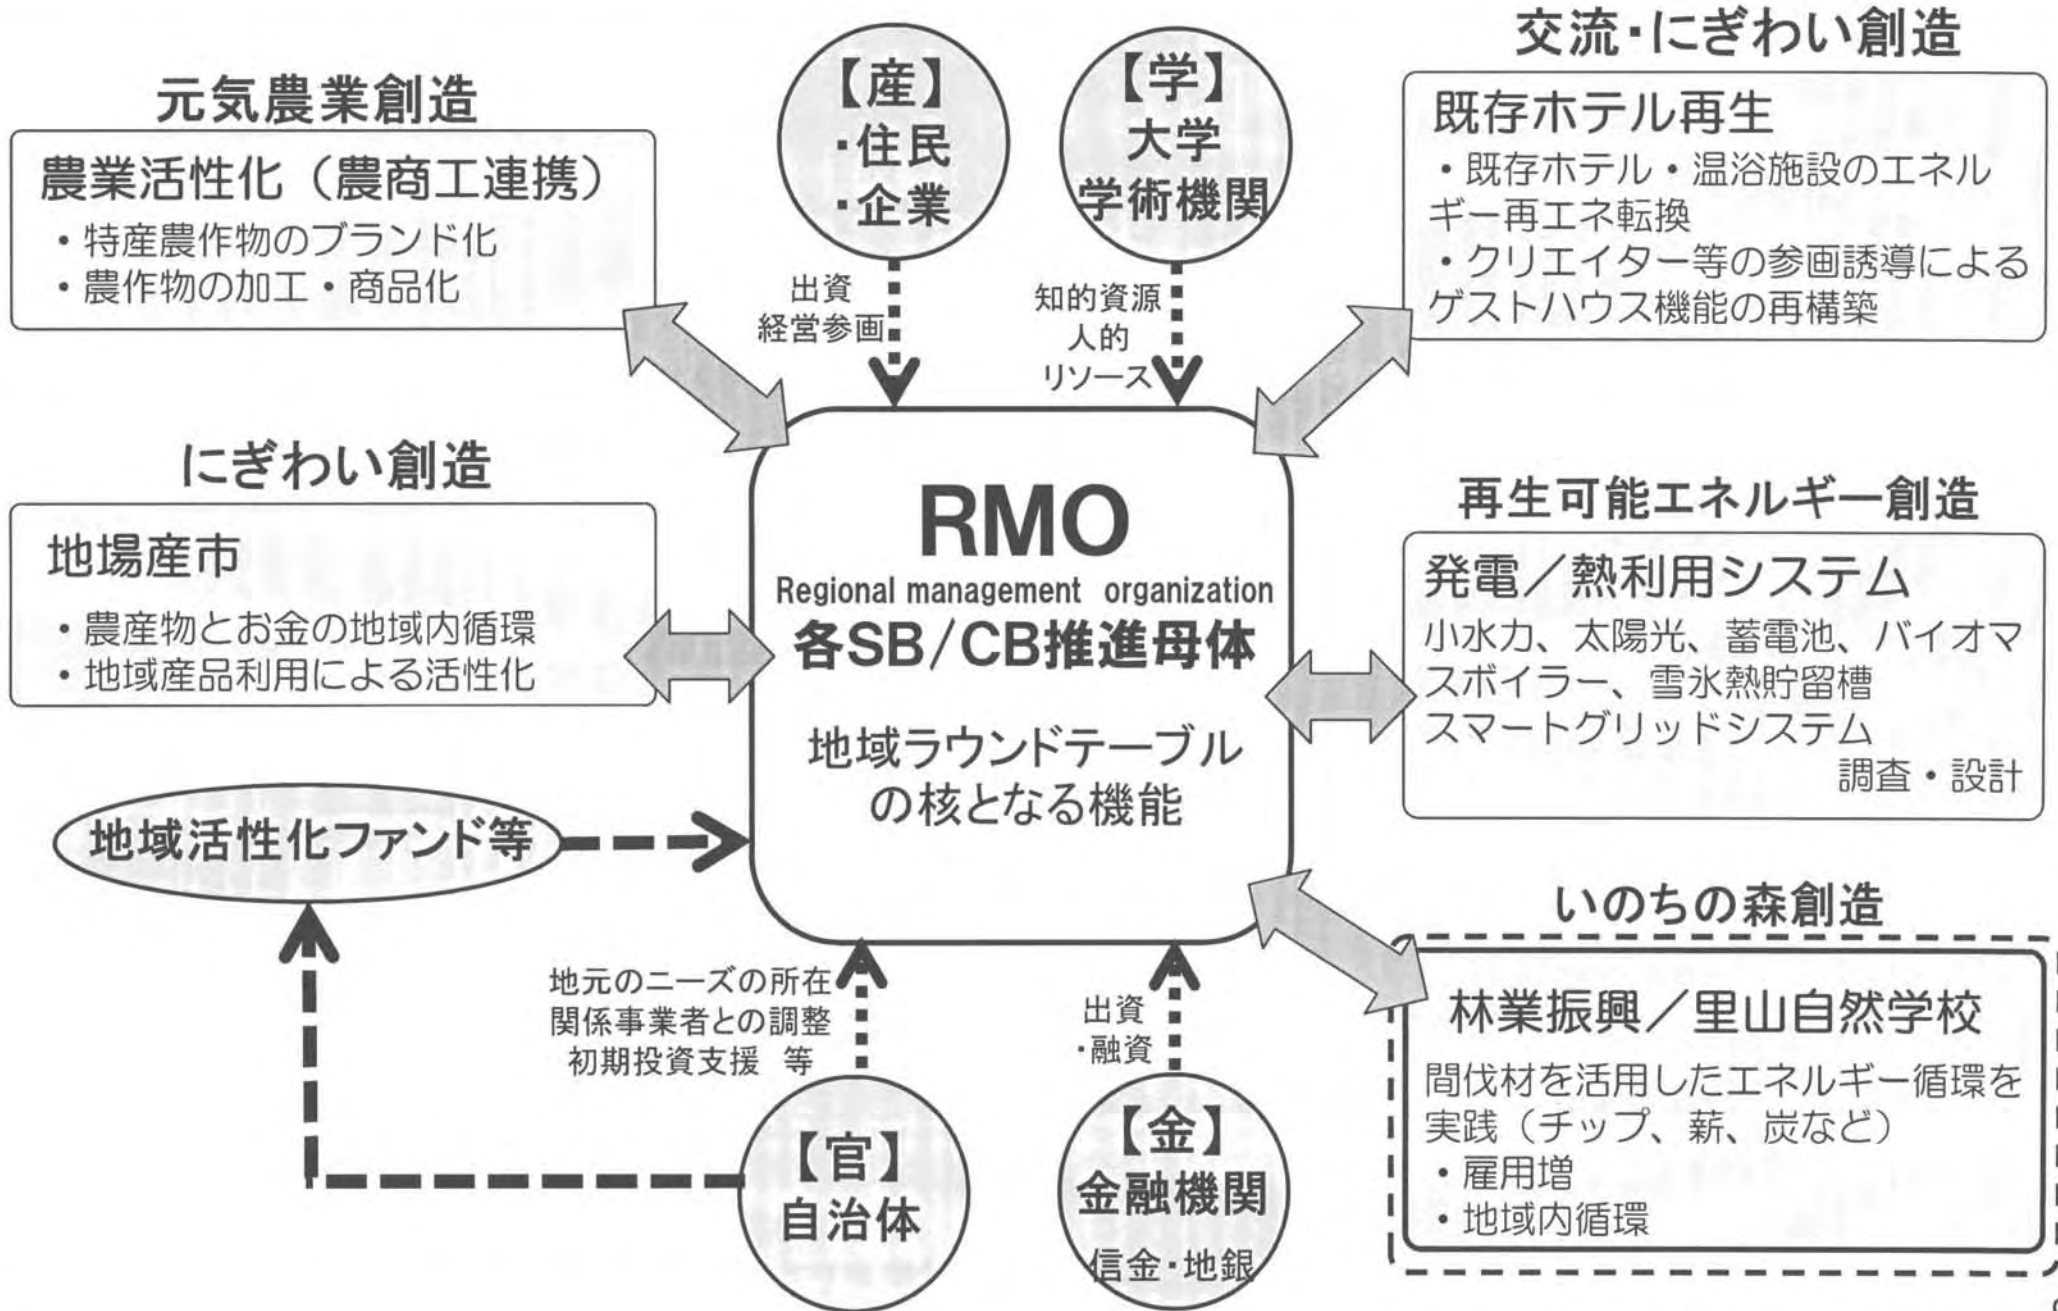 元気農業創造
農業活性化（農商工連携）
・特産農作物のブランド化
・農作物の加工・商品化
にぎわい創造
地場産市
・農産物とお金の地域内循環
・地域産品利用による活性化
地域活性化ファンド等
【産】
・住民
・企業
出資
経営参画
【学】
大学
学術機関
知的資源
人的
リソース
RMO
Regional management organization
各SB/CB推進母体
地域ラウンドテーブル
の核となる機能
地元のニーズの所在
関係事業者との調整
初期投資支援 等
【官】
自治体
出資
・融資
【金】
金融機関
信金・地銀
交流・にぎわい創造
既存ホテル再生
・既存ホテル・温浴施設のエネル
ギー再エネ転換
・クリエイター等の参画誘導による
ゲストハウス機能の再構築
再生可能エネルギー創造
発電／熱利用システム
小水力、太陽光、蓄電池、バイオマ
スボイラー、雪氷熱貯留槽
スマートグリッドシステム
調査・設計
いのちの森創造
林業振興／里山自然学校
間伐材を活用したエネルギー循環を
実践（チップ、薪、炭など）
・雇用増
・地域内循環